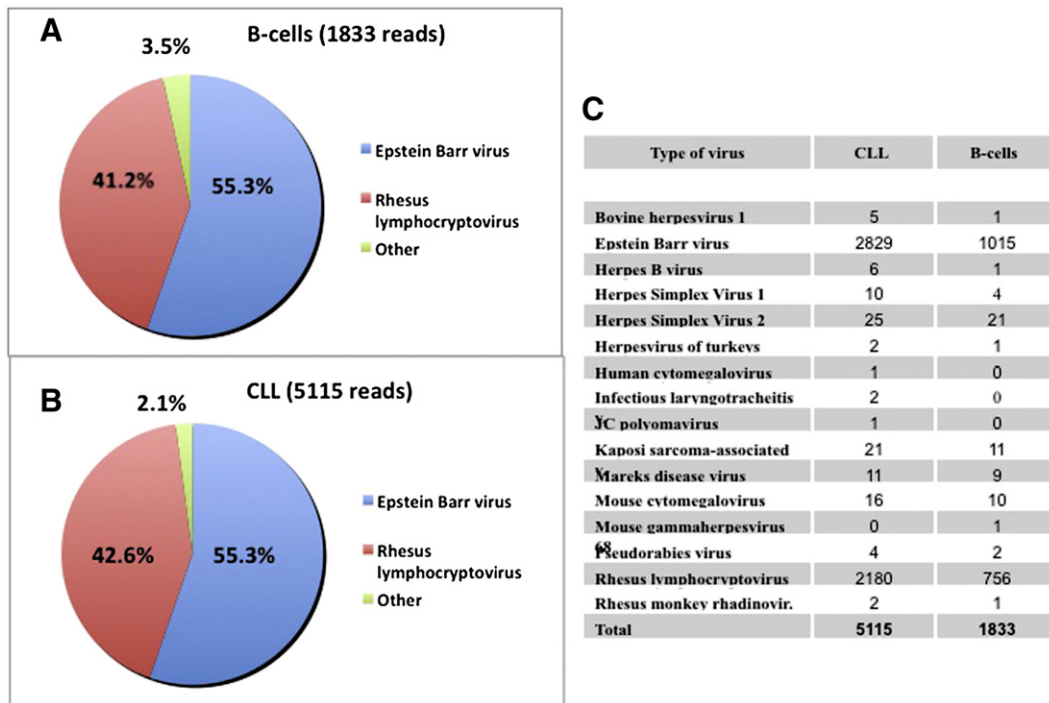 A
B-cells (1833 reads)
3.5%
41.2%
55.3%
Epstein Barr virus
Rhesus
lymphocryptovirus
Other
B
CLL (5115 reads)
2.1%
42.6%
55.3%
Epstein Barr virus
Rhesus
lymphocryptovirus
Other
C
Type of virus CLL B-cells
Bovine herpesvirus 1 5 1
Epstein Barr virus 2829 1015
Herpes B virus 6 1
Herpes Simplex Virus 1 10 4
Herpes Simplex Virus 2 25 21
Herpesvirus of turkeys 2 1
Human cytomegalovirus 1 0
Infectious laryngotracheitis 2 0
JC polyomavirus 1 0
Kaposi sarcoma-associated 21 11
Mareks disease virus 11 9
Mouse cytomegalovirus 16 10
Mouse gammaherpesvirus 0 1
68
Pseudorabies virus 4 2
Rhesus lymphocryptovirus 2180 756
Rhesus monkey rhadinovir. 2 1
Total 5115 1833